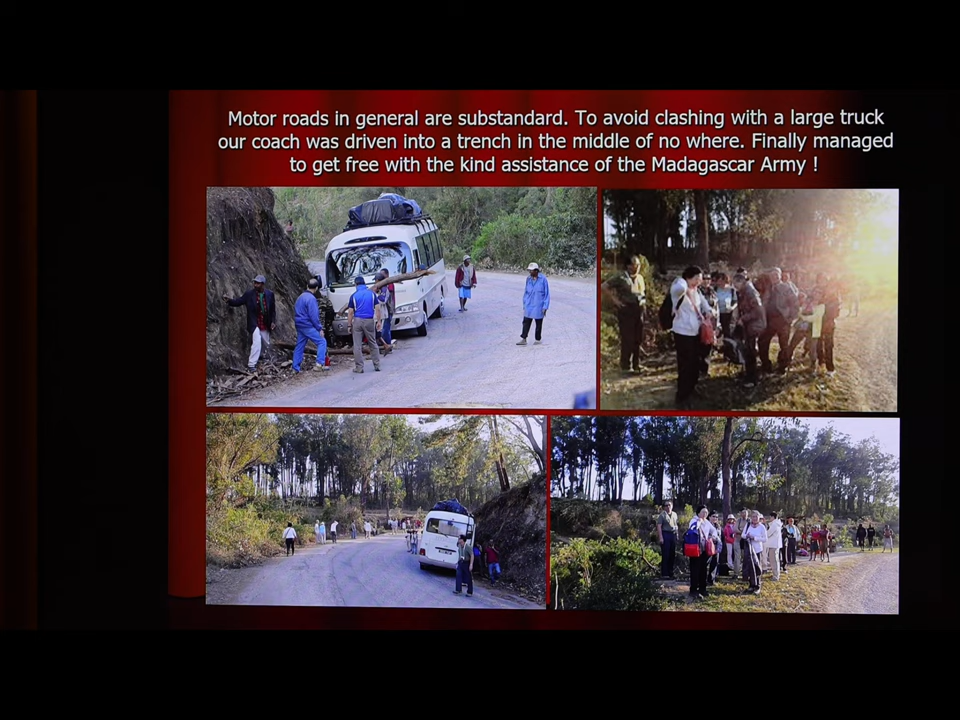 Motor roads in general are substandard. To avoid clashing with a large truck
our coach was driven into a trench in the middle of no where. Finally managed
to get free with the kind assistance of the Madagascar Army !